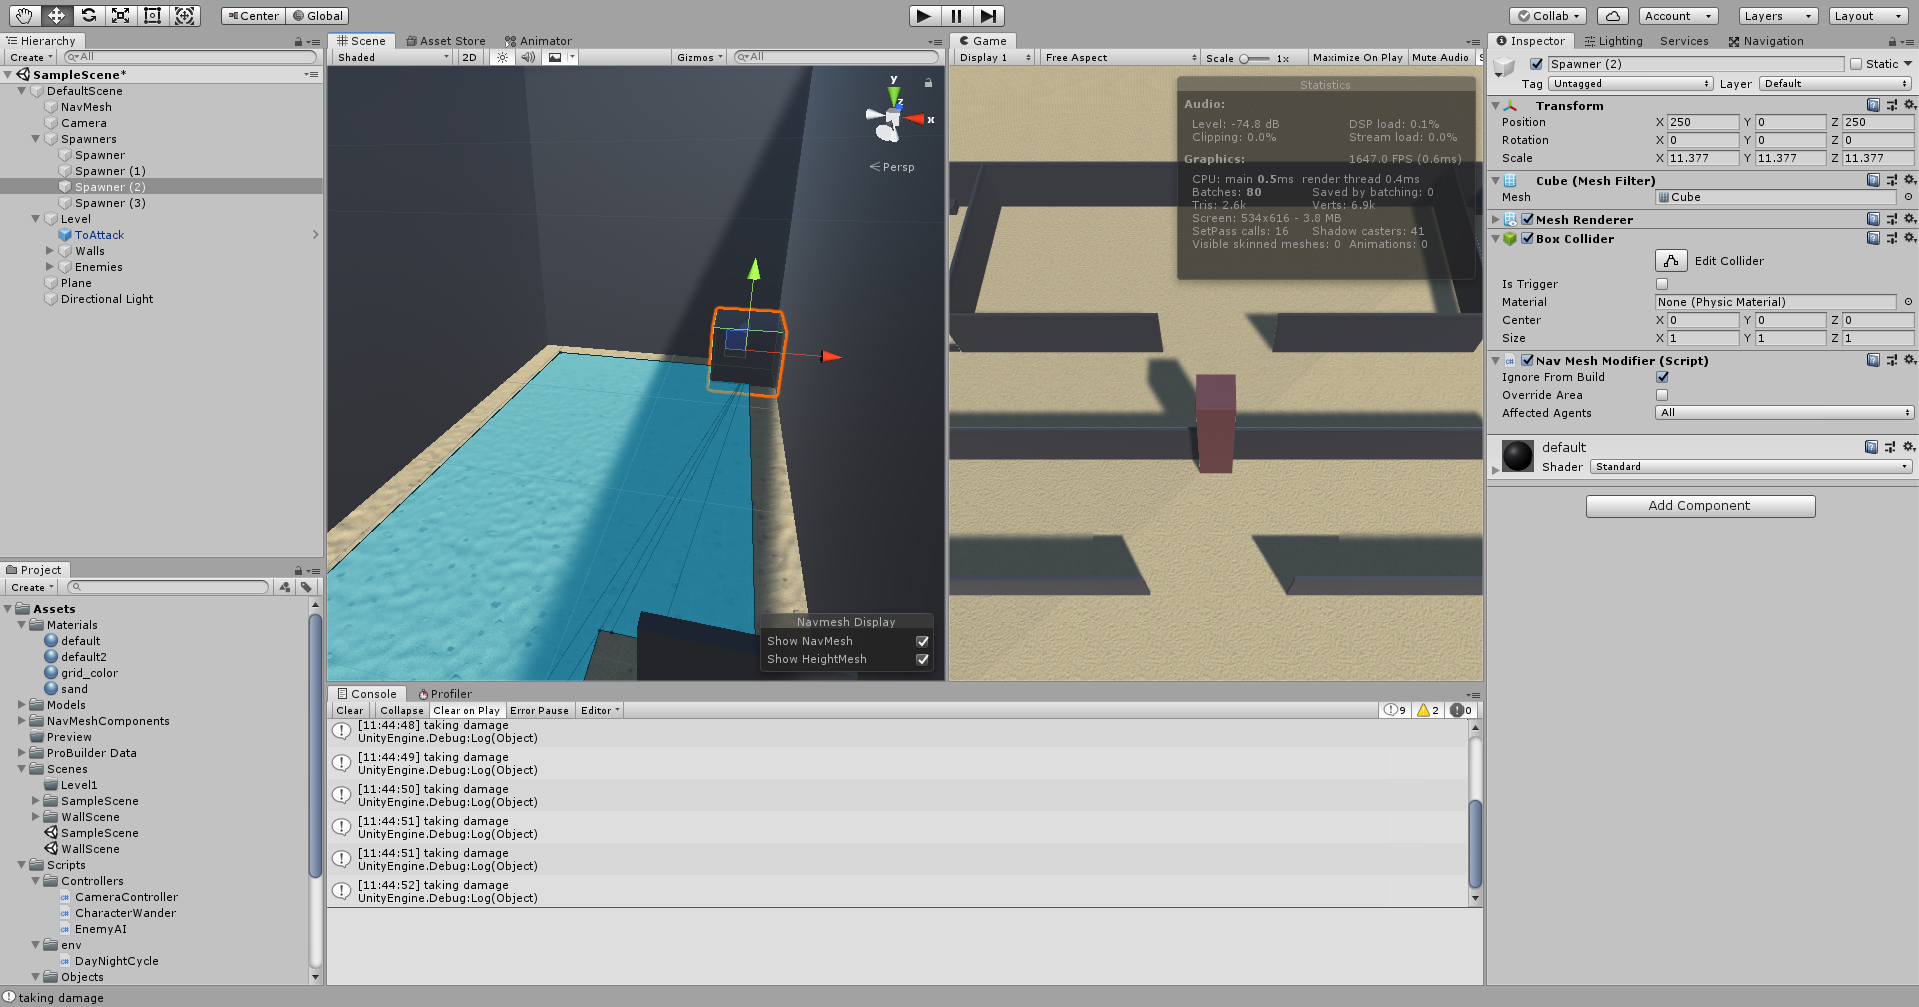 Center
Global
Collab
Account
Layers
Layout
Hierarchy
Create
All
SampleScene*
DefaultScene
NavMesh
Camera
Spawners
Spawner
Spawner (1)
Spawner (2)
Spawner (3)
Level
ToAttack
Walls
Enemies
Plane
Directional Light
Project
Create
Assets
Materials
default
default2
grid_color
sand
Models
NavMeshComponents
Preview
ProBuilder Data
Scenes
Level1
SampleScene
WallScene
SampleScene
WallScene
Scripts
Controllers
CameraController
CharacterWander
EnemyAI
env
DayNightCycle
Objects
taking damage
Scene
Asset Store
Animator
Shaded
2D
Gizmos
All
y
z
x
Persp
Navmesh Display
Show NavMesh
Show HeightMesh
Game
Display 1
Free Aspect
Scale
1x
Maximize On Play
Mute Audio
Statistics
Audio:
Level: -74.8 dB
DSP load: 0.1%
Clipping: 0.0%
Stream load: 0.0%
Graphics:
1647.0 FPS (0.6ms)
CPU: main 0.5ms render thread 0.4ms
Batches: 80
Saved by batching: 0
Tris: 2.6k
Verts: 6.9k
Screen: 534x616 - 3.8 MB
SetPass calls: 16
Shadow casters: 41
Visible skinned meshes: 0 Animations: 0
Console
Profiler
Clear
Collapse
Clear on Play
Error Pause
Editor
9
2
0
[11:44:48] taking damage
UnityEngine.Debug:Log(Object)
[11:44:49] taking damage
UnityEngine.Debug:Log(Object)
[11:44:50] taking damage
UnityEngine.Debug:Log(Object)
[11:44:51] taking damage
UnityEngine.Debug:Log(Object)
[11:44:51] taking damage
UnityEngine.Debug:Log(Object)
[11:44:52] taking damage
UnityEngine.Debug:Log(Object)
Inspector
Lighting
Services
Navigation
Spawner (2)
Static
Tag
Untagged
Layer
Default
Transform
Position X 250 Y 0 Z 250
Rotation X 0 Y 0 Z 0
Scale X 11.377 Y 11.377 Z 11.377
Cube (Mesh Filter)
Mesh
Cube
Mesh Renderer
Box Collider
Edit Collider
Is Trigger
Material
None (Physic Material)
Center X 0 Y 0 Z 0
Size X 1 Y 1 Z 1
Nav Mesh Modifier (Script)
Ignore From Build
Override Area
Affected Agents
All
default
Shader
Standard
Add Component